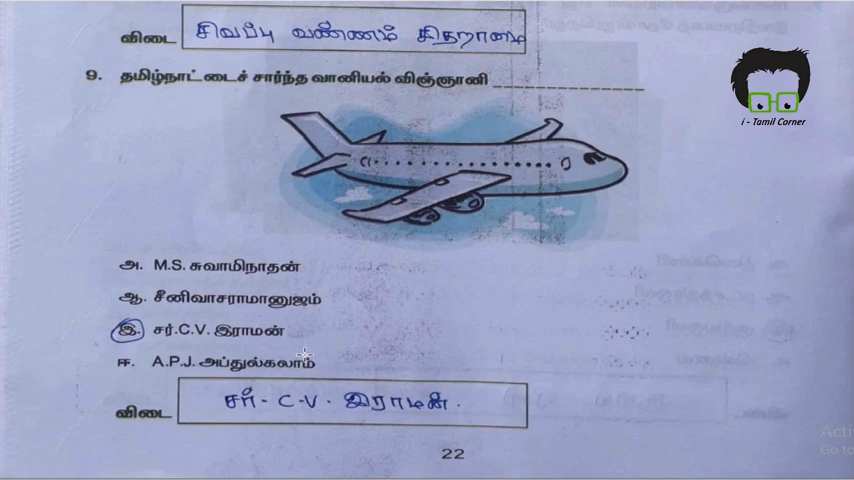 விடை சிவப்பு வண்ணம் சிதறாமை
9. தமிழ்நாட்டைச் சார்ந்த வானியல் விஞ்ஞானி
i - Tamil Corner
அ. M.S. சுவாமிநாதன்
ஆ. சீனிவாசராமானுஜம்
இ. சர்.C.V. இராமன்
ஈ. A.P.J. அப்துல்கலாம்
விடை சர். C.V. இராமன்.
22